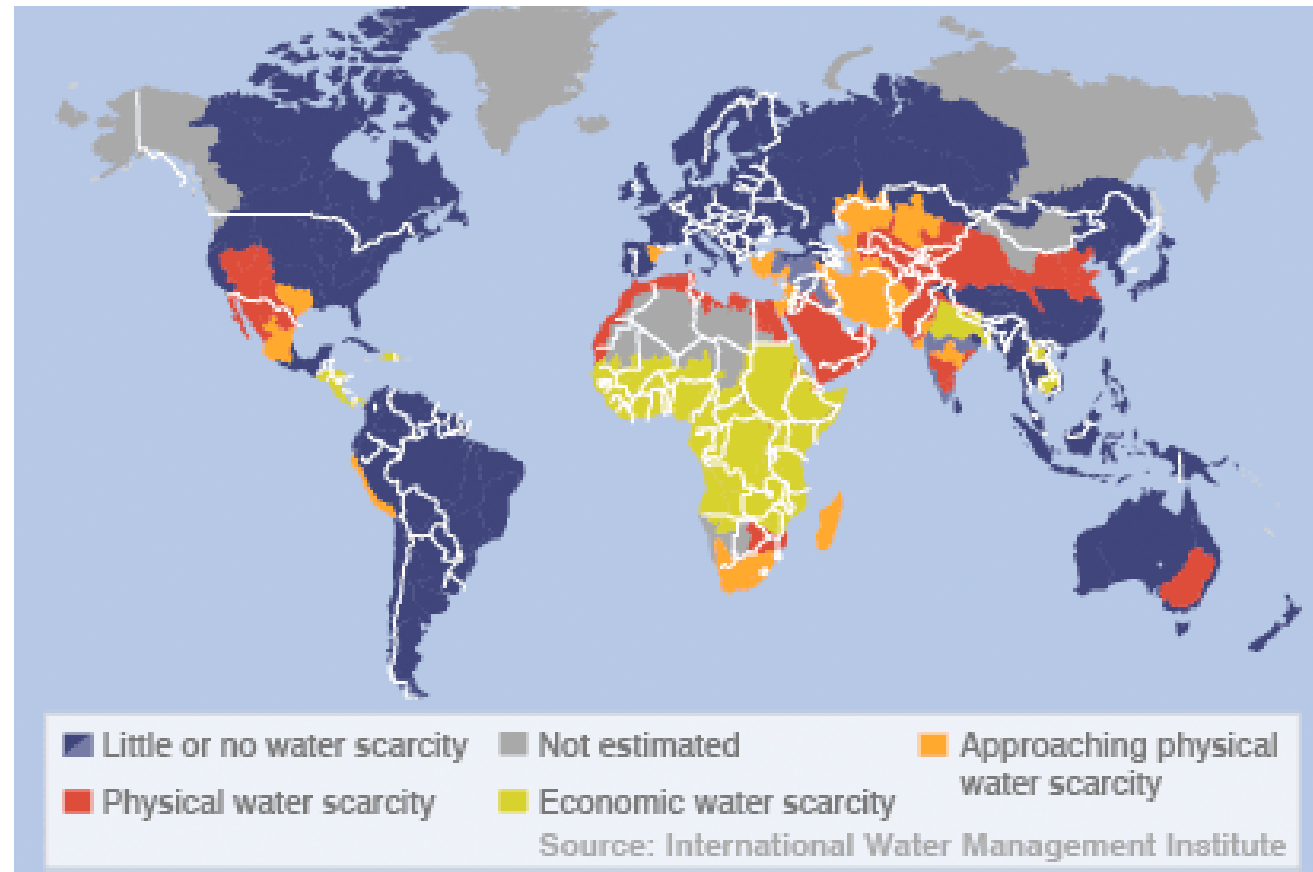 Little or no water scarcity
Not estimated
Approaching physical
water scarcity
Physical water scarcity
Economic water scarcity
Source: International Water Management Institute